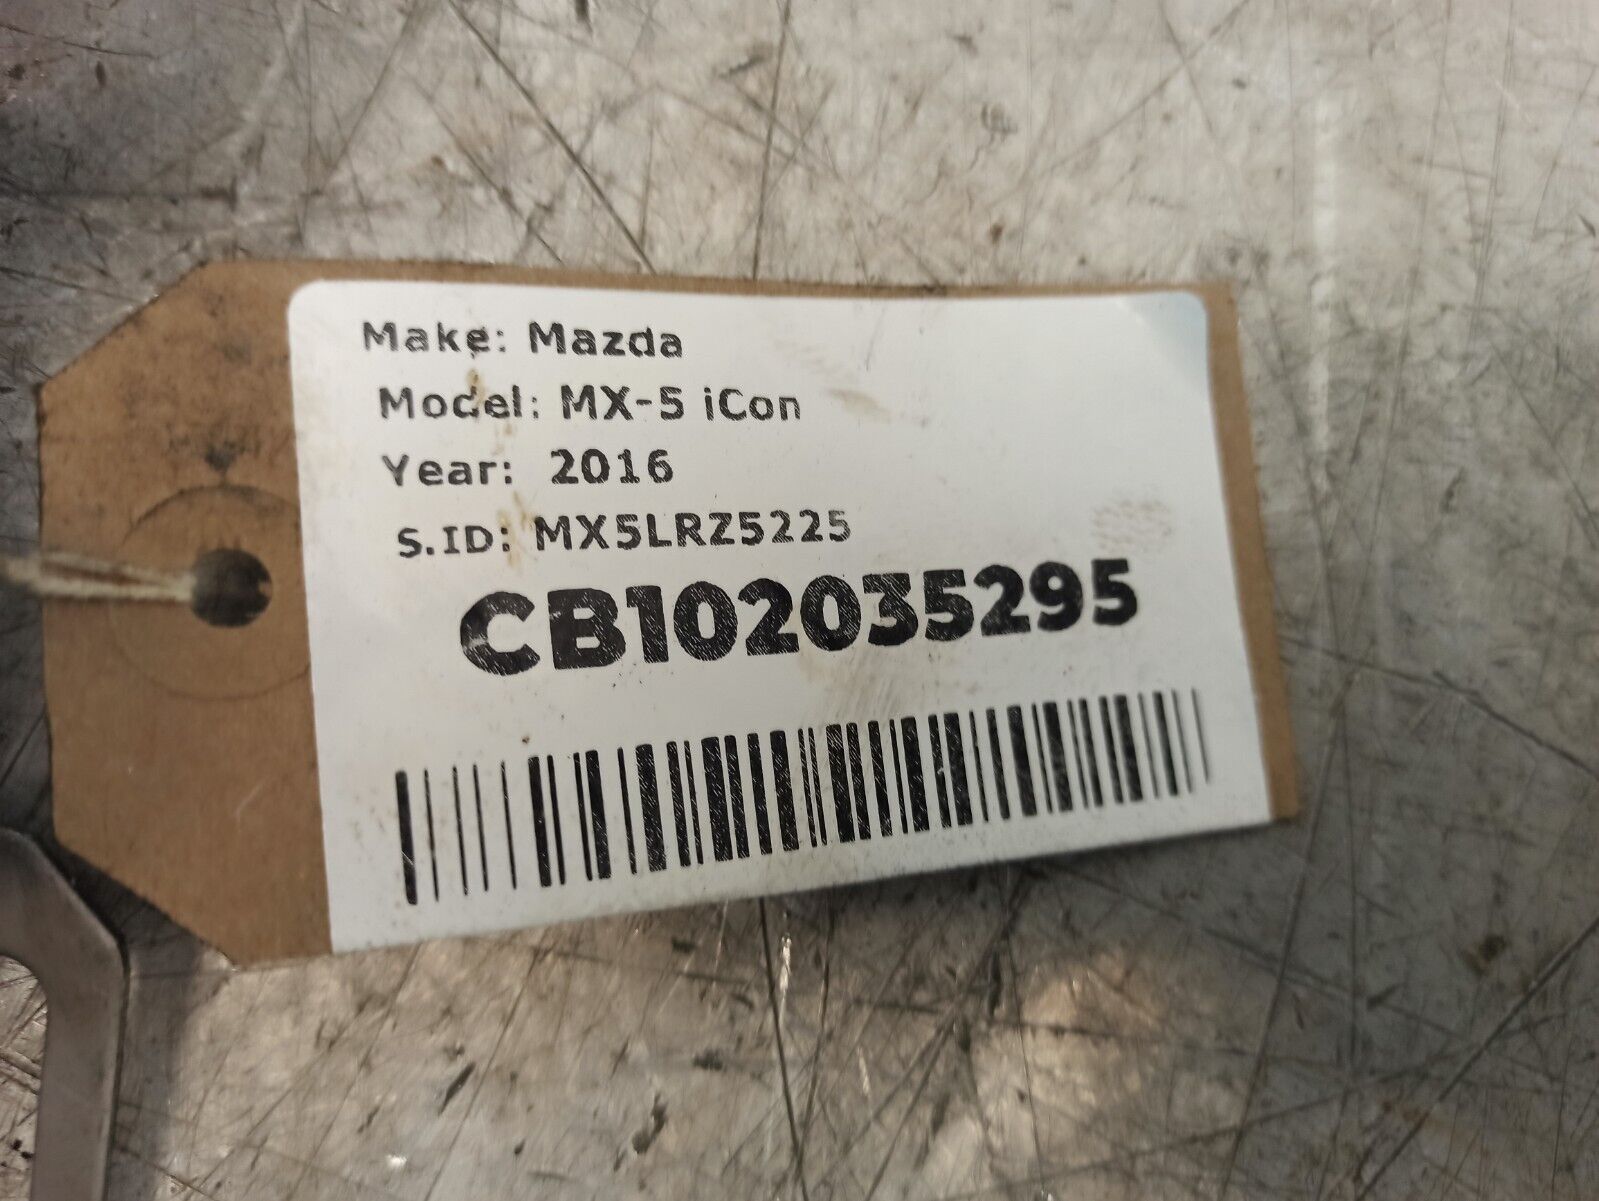 Make: Mazda
Model: MX-5 iCon
Year: 2016
S.ID: MX5LRZ5225
CB102035295